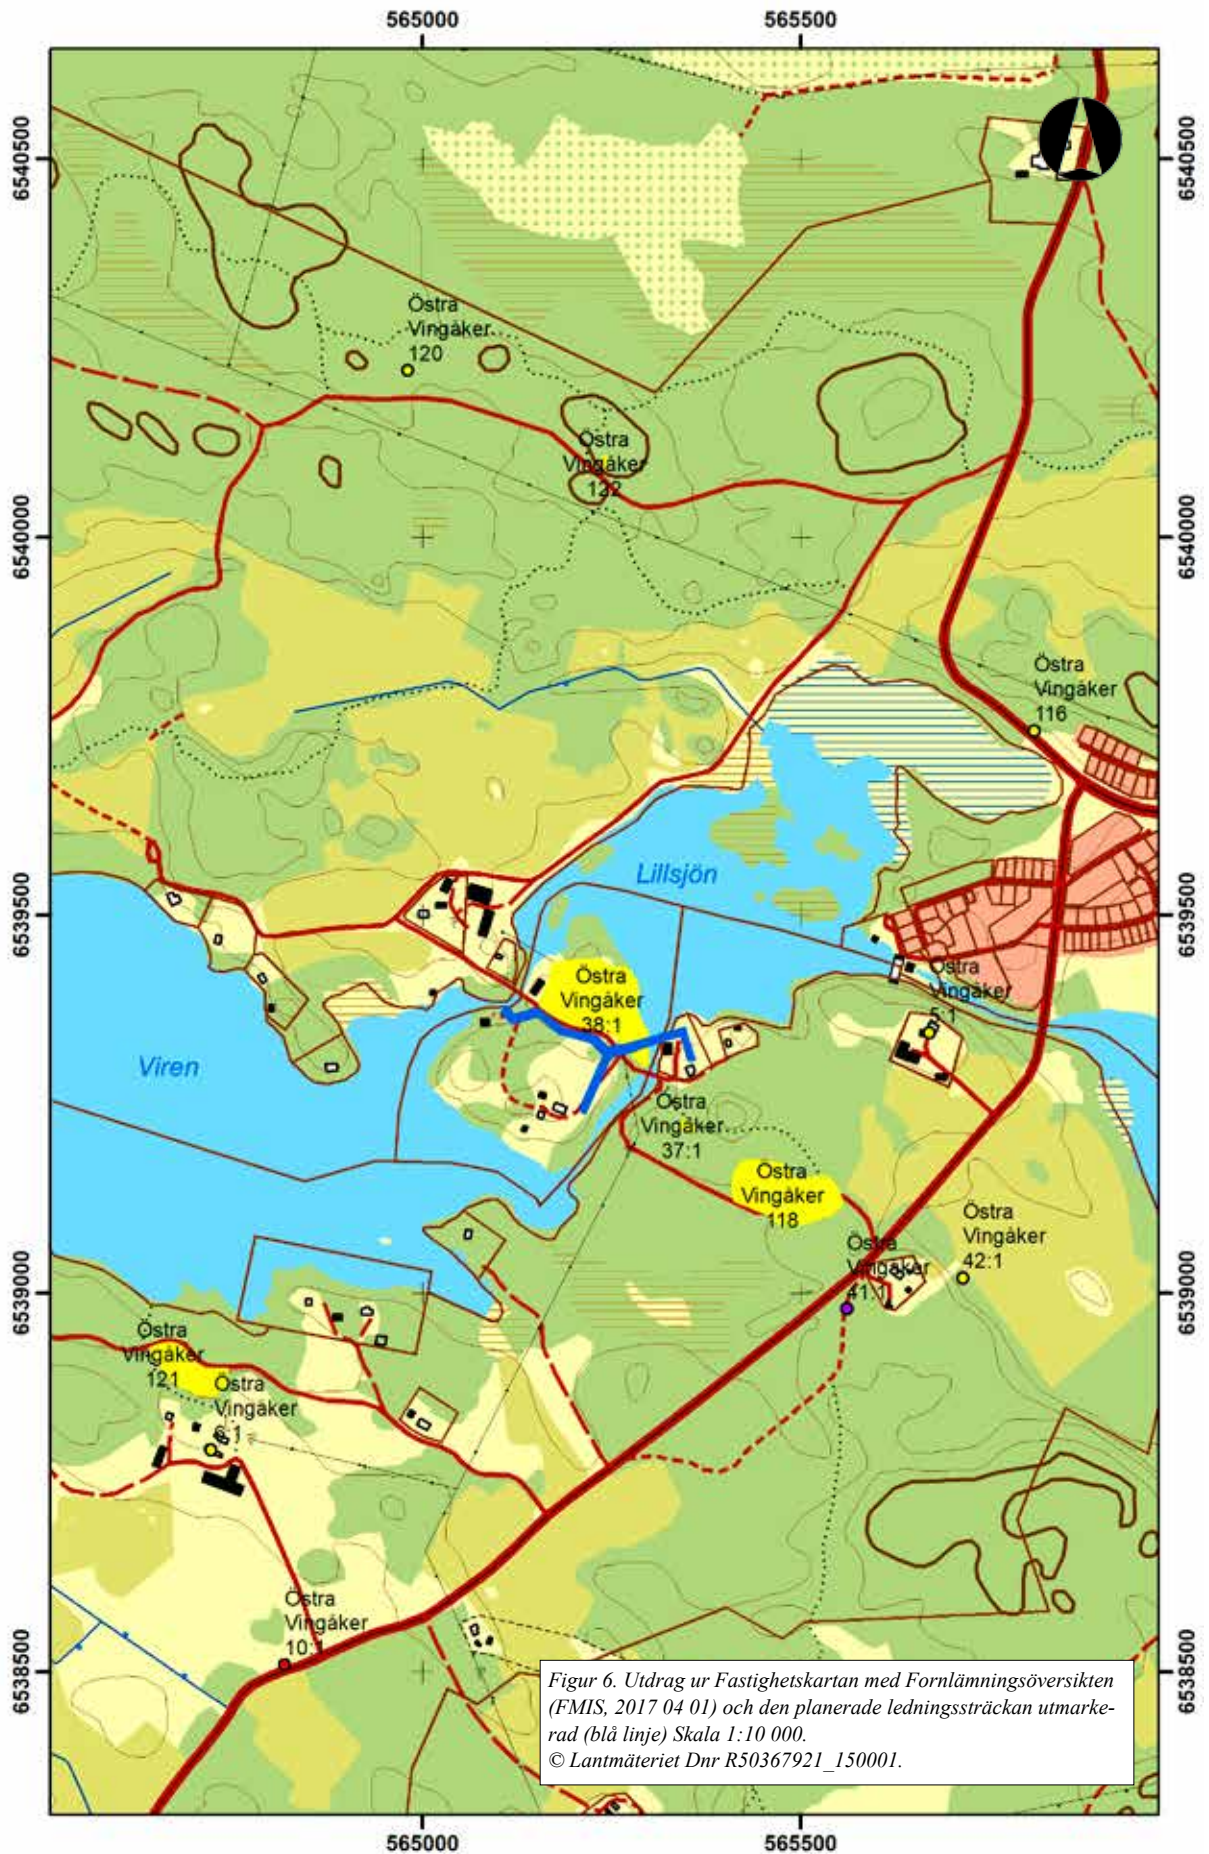 565000
565500
6540500
6540500
Östra
Vingåker
120
Östra
Vingåker
122
6540000
6540000
Östra
Vingåker
116
Lillsjön
6539500
6539500
Östra
Vingåker
38:1
Östra
Vingåker
5:1
Viren
Östra
Vingåker
37:1
Östra
Vingåker
118
Östra
Vingåker
42:1
Östra
Vingåker
41:1
6539000
6539000
Östra
Vingåker
121
Östra
Vingåker
:1
Östra
Vingåker
10:1
6538500
6538500
Figur 6. Utdrag ur Fastighetskartan med Fornlämningsöversikten
(FMIS, 2017 04 01) och den planerade ledningssträckan utmarke-
rad (blå linje) Skala 1:10 000.
© Lantmäteriet Dnr R50367921_150001.
565000
565500